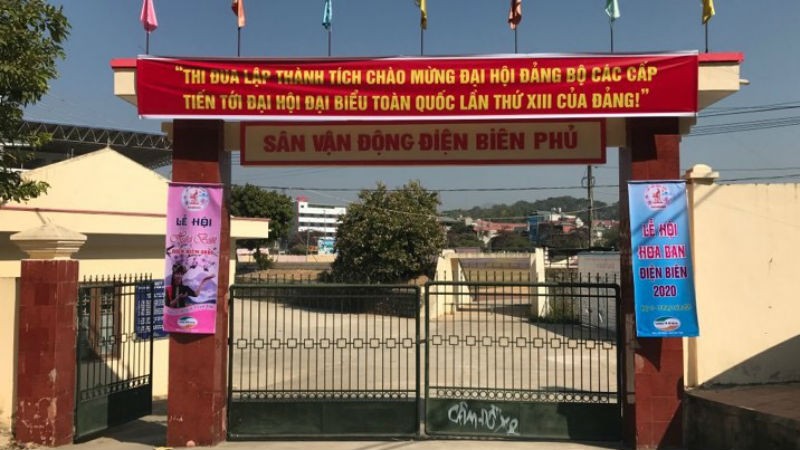 "THI ĐUA LẬP THÀNH TÍCH CHÀO MỪNG ĐẠI HỘI ĐẢNG BỘ CÁC CẤP
TIẾN TỚI ĐẠI HỘI ĐẠI BIỂU TOÀN QUỐC LẦN THỨ XIII CỦA ĐẢNG!"
SÂN VẬN ĐỘNG ĐIỆN BIÊN PHỦ
LỄ HỘI
Hoa Ban
LỄ HỘI
HOA BAN
ĐIỆN BIÊN
2020
CẤM ĐỖ XE